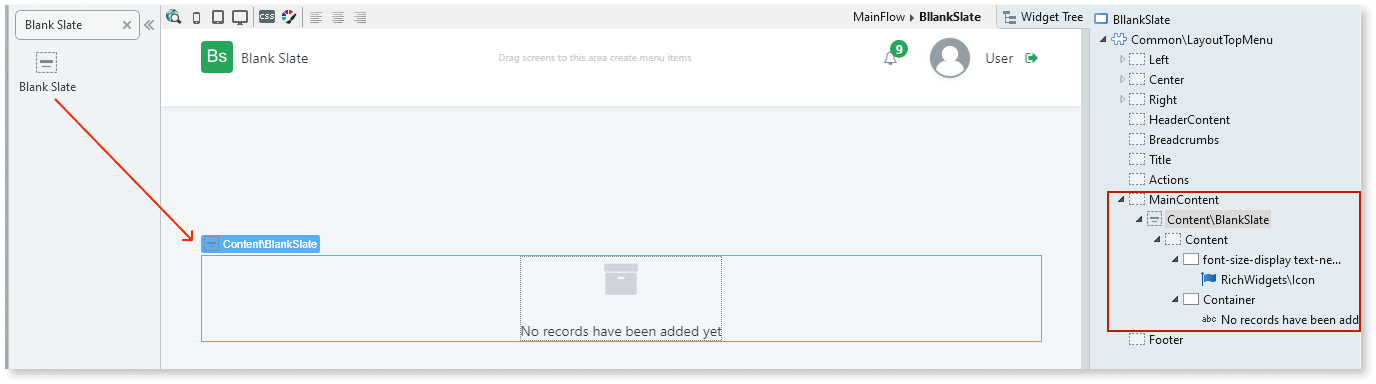 Blank Slate
Blank Slate
CSS
MainFlow ▸ BllankSlate
Widget Tree
Bs
Blank Slate
Drag screens to this area create menu items
9
User
Content\BlankSlate
No records have been added yet
BllankSlate
Common\LayoutTopMenu
Left
Center
Right
HeaderContent
Breadcrumbs
Title
Actions
MainContent
Content\BlankSlate
Content
font-size-display text-ne...
RichWidgets\Icon
Container
abc No records have been add
Footer